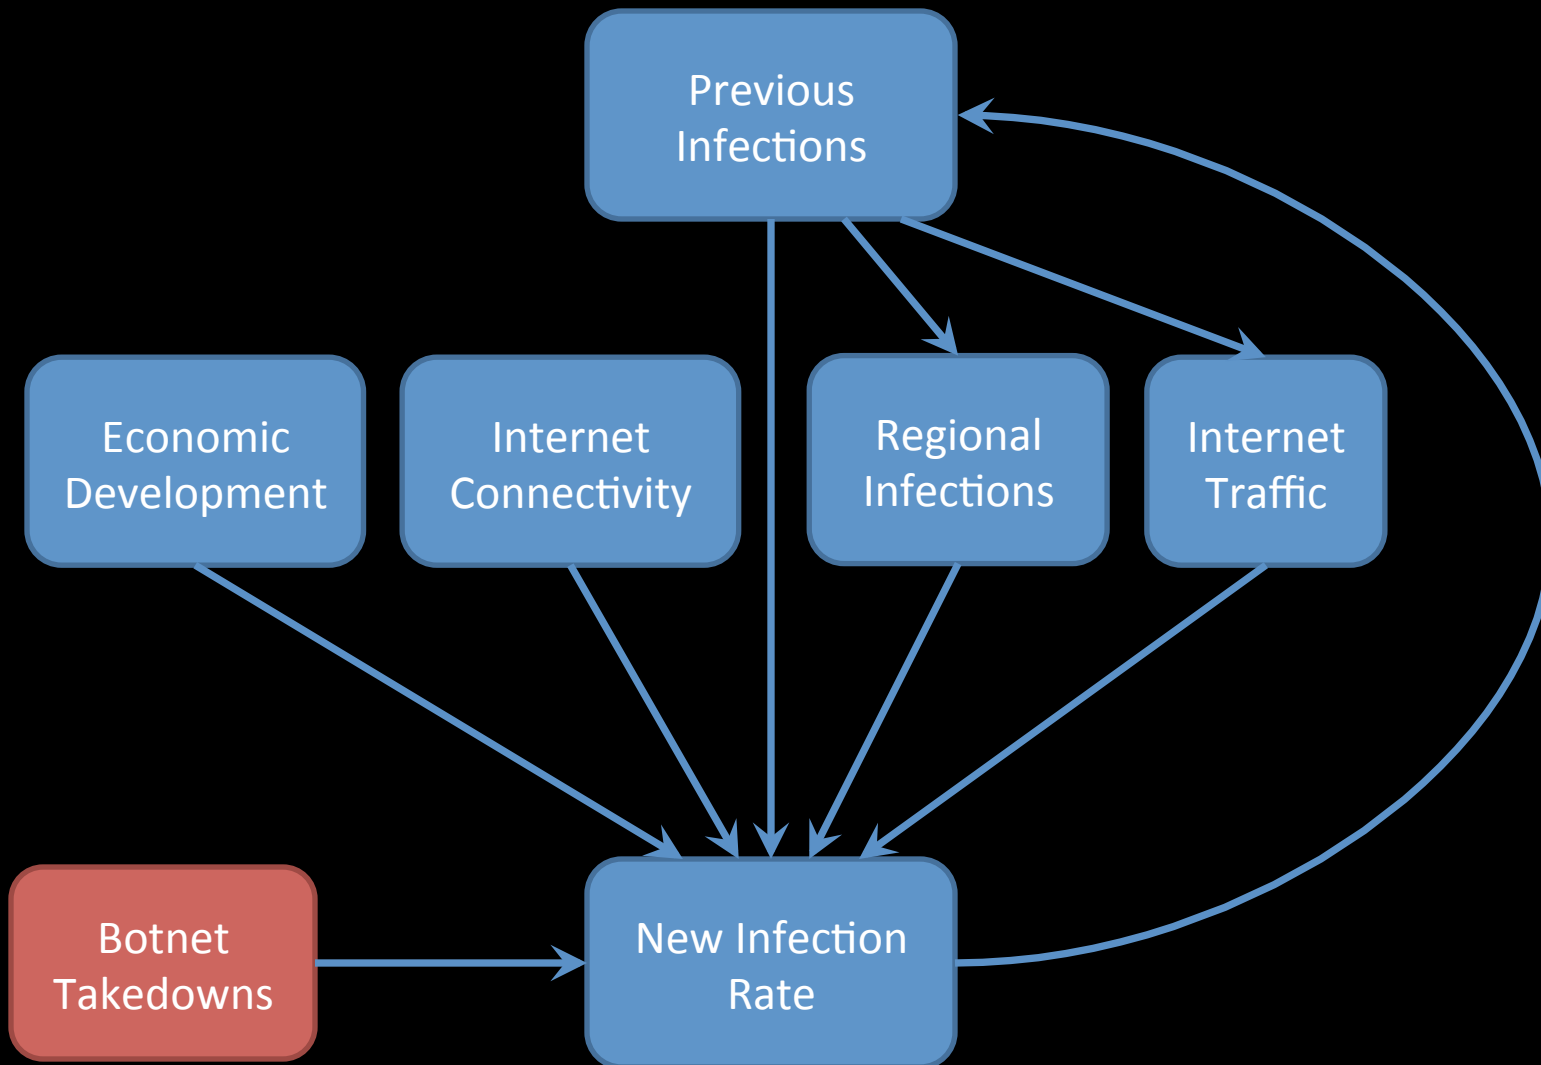 Previous
Infections
Economic
Development
Internet
Connectivity
Regional
Infections
Internet
Traffic
Botnet
Takedowns
New Infection
Rate